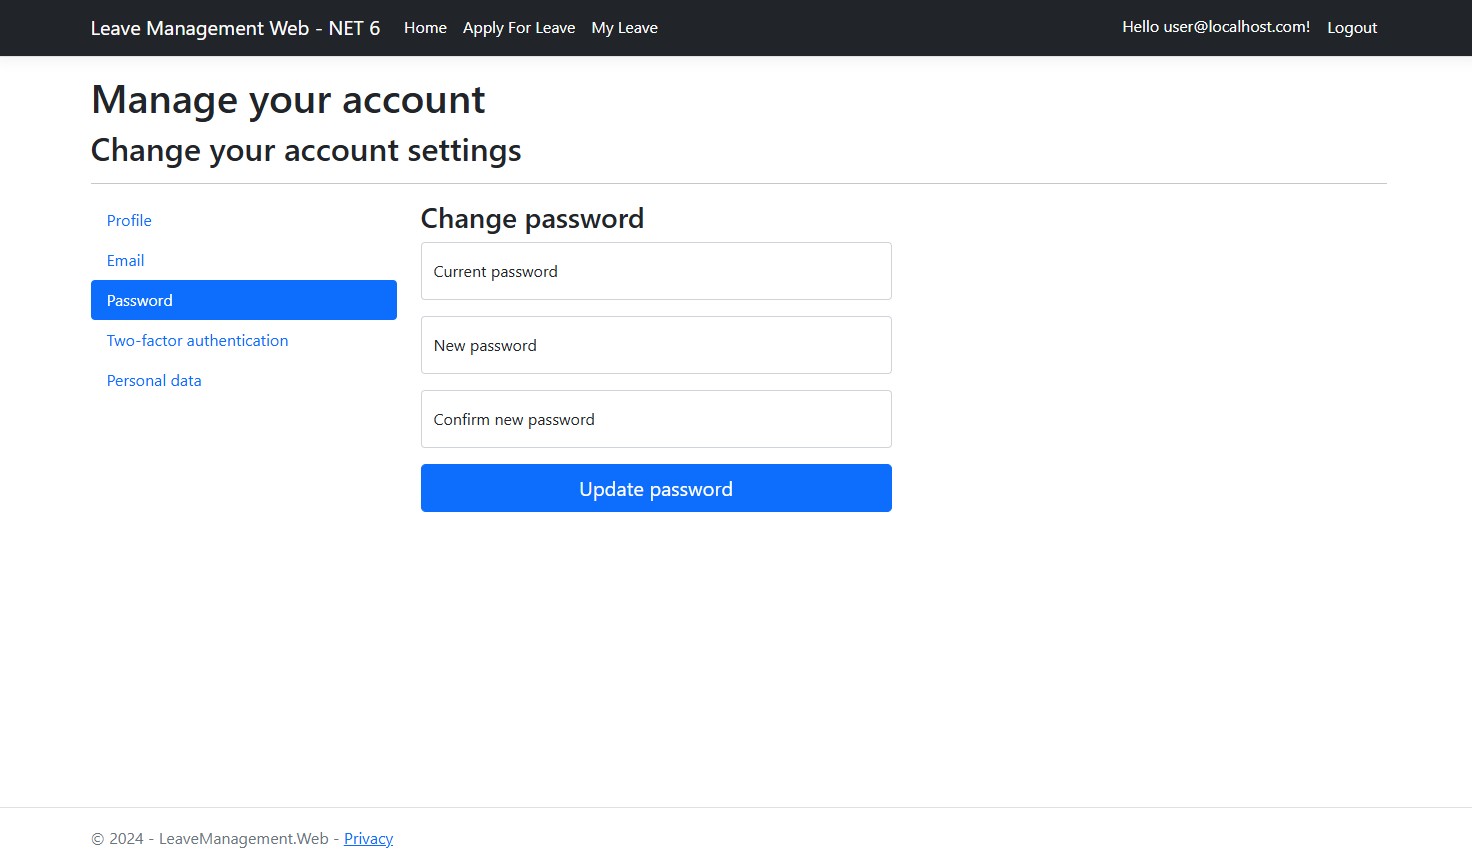 Leave Management Web - NET 6 Home Apply For Leave My Leave Hello user@localhost.com! Logout
Manage your account
Change your account settings
Profile
Email
Password
Two-factor authentication
Personal data
Change password
Current password
New password
Confirm new password
Update password
© 2024 - LeaveManagement.Web - Privacy